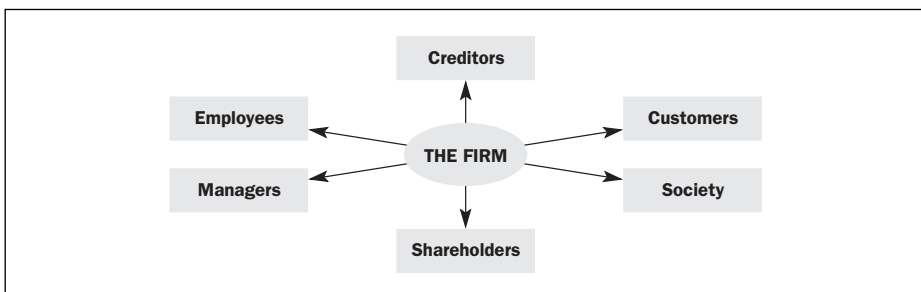 Creditors
Employees
Customers
THE FIRM
Managers
Society
Shareholders